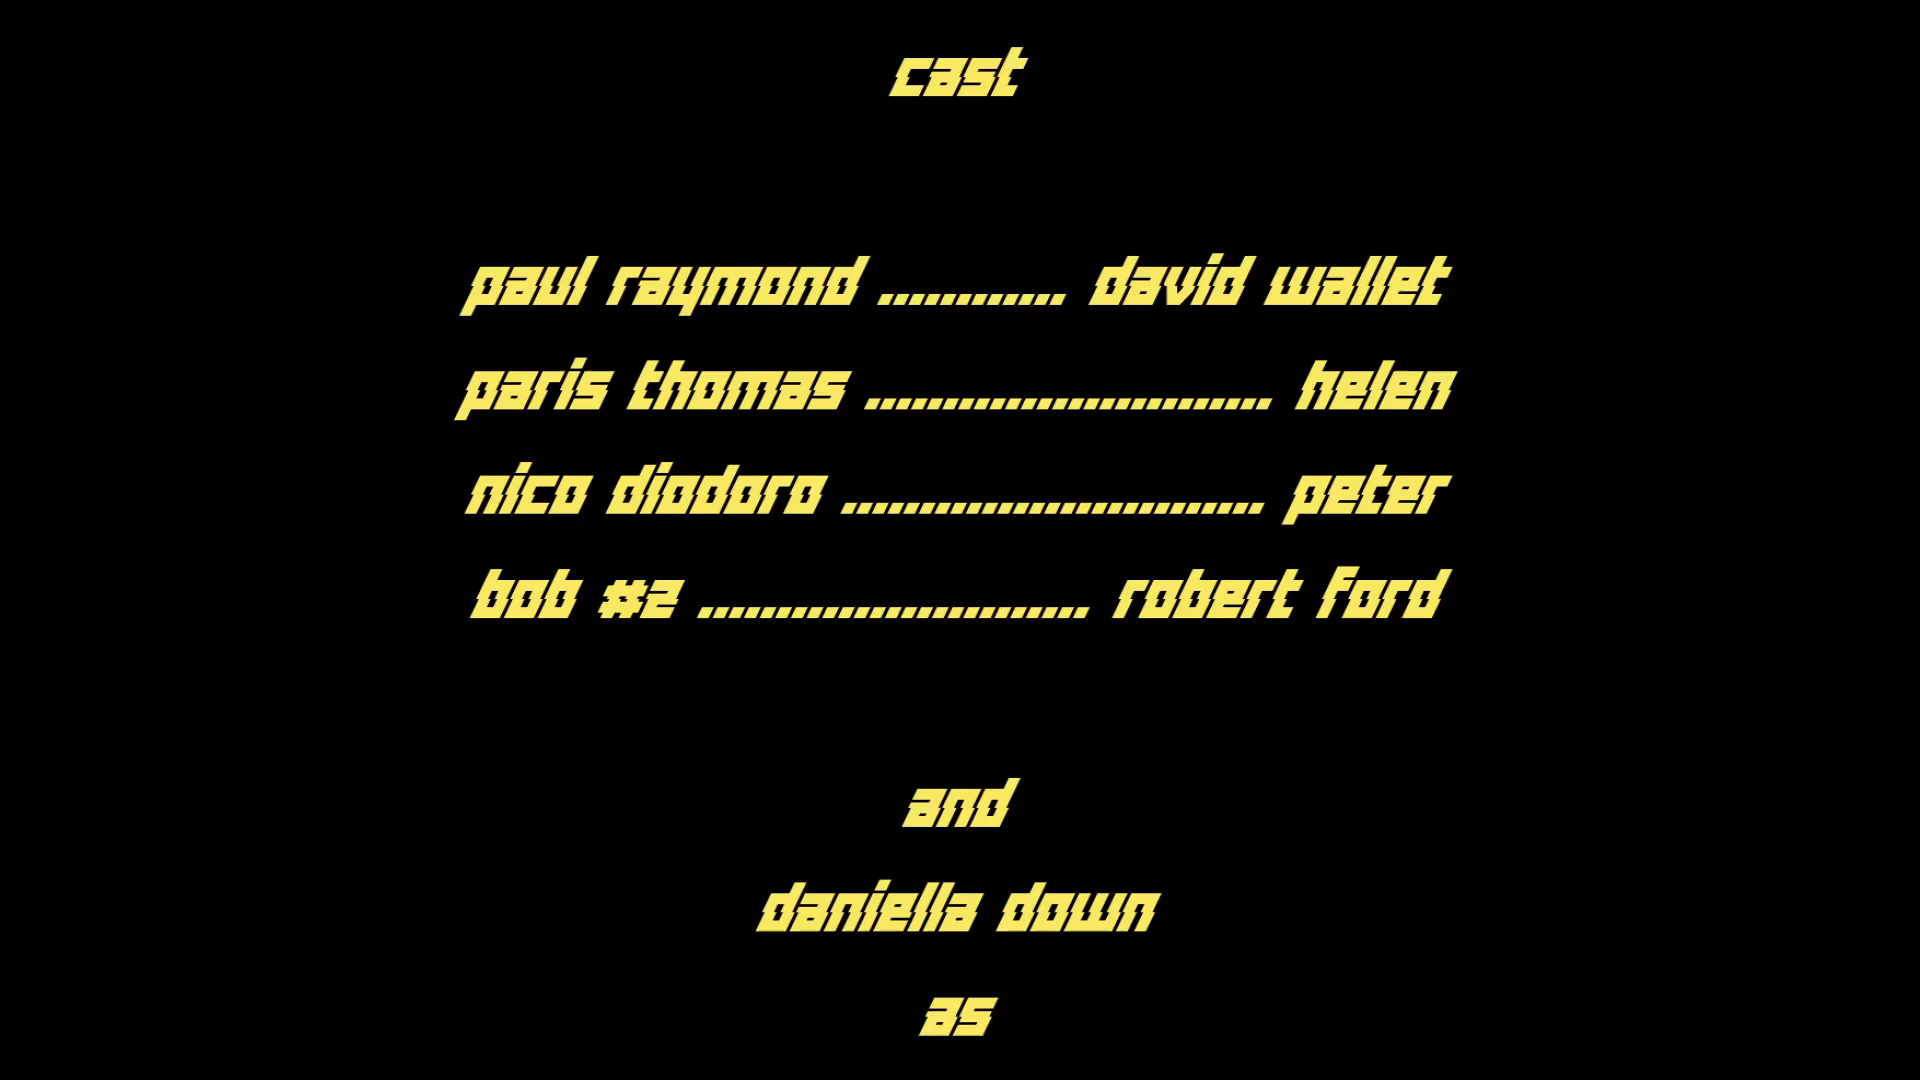 cast
paul raymond ............ david wallet
paris thomas .......................... helen
nico diodoro ........................... peter
bob #2 ......................... robert ford
and
daniella down
as